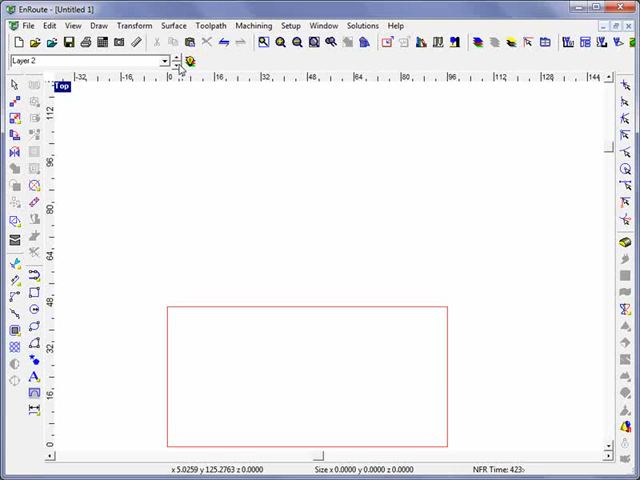 EnRoute - [Untitled 1]
File Edit View Draw Transform Surface Toolpath Machining Setup Window Solutions Help
Layer 2
-32 -16 0 16 32 48 64 80 96 112 128 144
Top
112
96
80
64
48
32
16
0
x 5.0259 y 125.2763 z 0.0000 Size x 0.0000 y 0.0000 z 0.0000 NFR Time: 423>